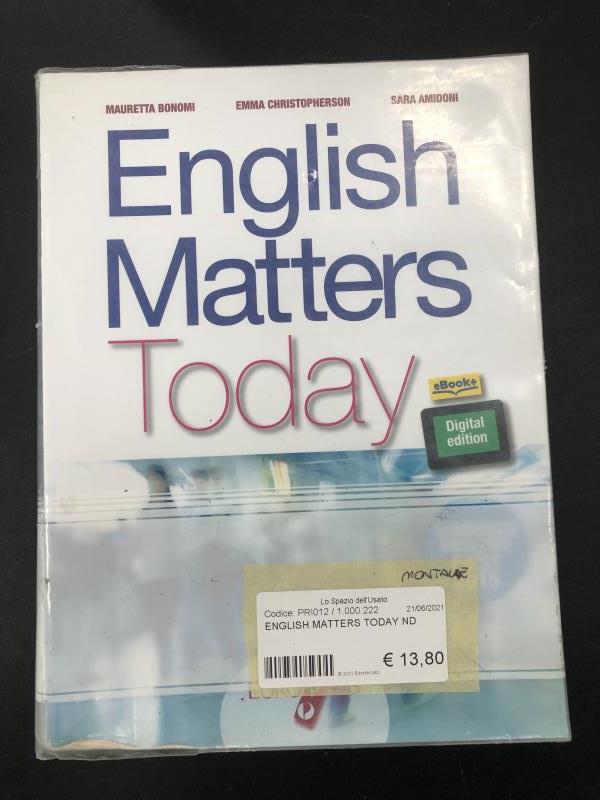 MAURETTA BONOMI EMMA CHRISTOPHERSON SARA AMIDONI
English
Matters
Today
eBook+
Digital
edition
Lo Spazio dell'Usato
Codice: PRI012 / 1.000.222 21/06/2021
ENGLISH MATTERS TODAY ND
€ 13,80